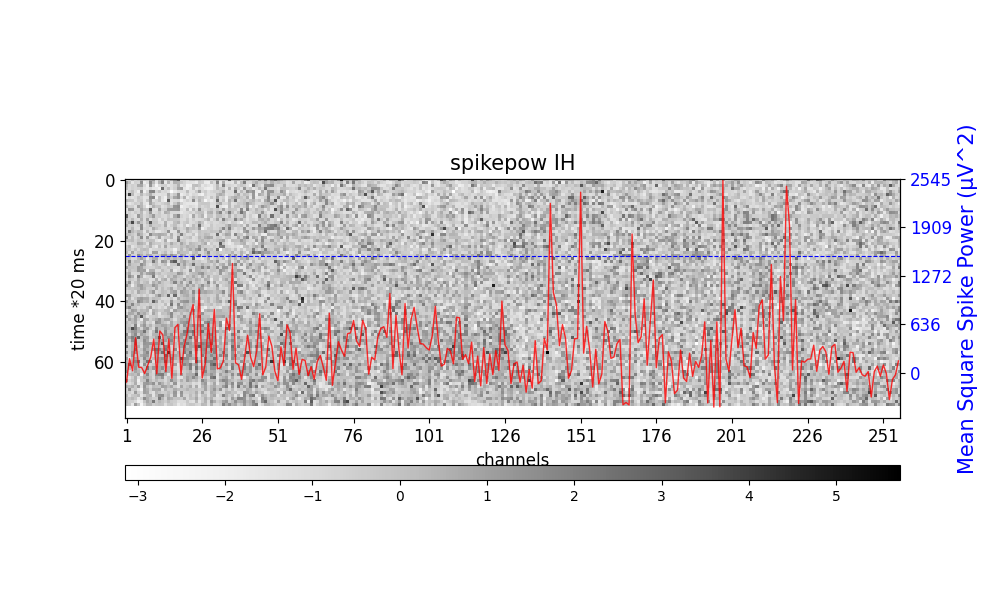 spikepow IH
0
20
40
60
time *20 ms
2545
1909
1272
636
0
Mean Square Spike Power (µV^2)
1 26 51 76 101 126 151 176 201 226 251
channels
−3 −2 −1 0 1 2 3 4 5